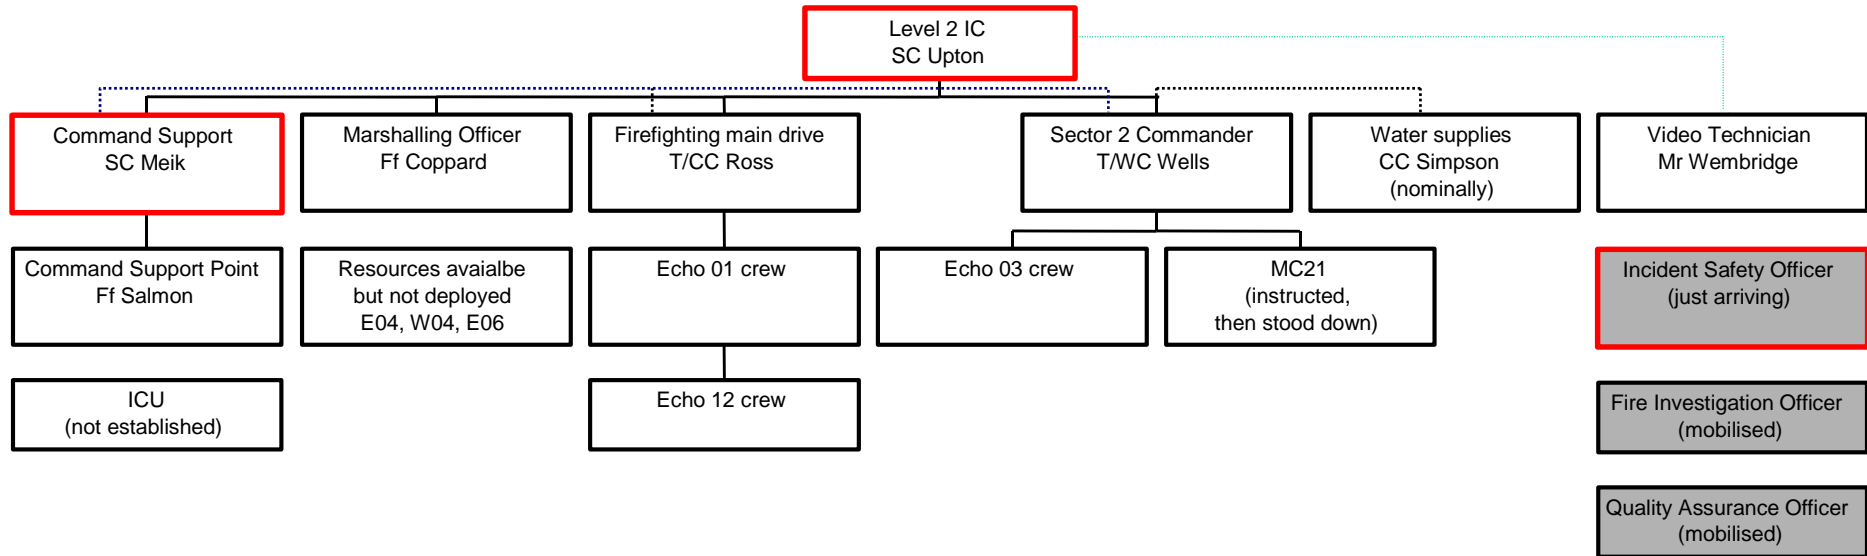 Level 2 IC
SC Upton
Command Support
SC Meik
Marshalling Officer
Ff Coppard
Firefighting main drive
T/CC Ross
Sector 2 Commander
T/WC Wells
Water supplies
CC Simpson
(nominally)
Video Technician
Mr Wembridge
Command Support Point
Ff Salmon
Resources avaialbe
but not deployed
E04, W04, E06
Echo 01 crew
Echo 03 crew
MC21
(instructed,
then stood down)
Incident Safety Officer
(just arriving)
ICU
(not established)
Echo 12 crew
Fire Investigation Officer
(mobilised)
Quality Assurance Officer
(mobilised)